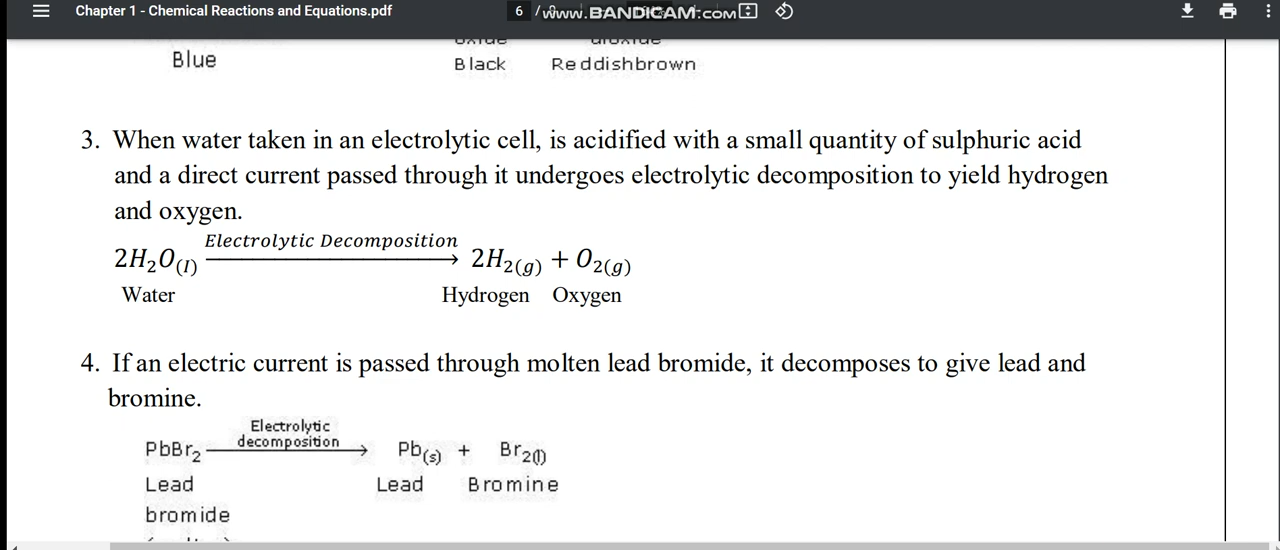 Chapter 1 - Chemical Reactions and Equations.pdf 6 / www.BANDICAM.com
Blue Black Reddishbrown
3. When water taken in an electrolytic cell, is acidified with a small quantity of sulphuric acid
and a direct current passed through it undergoes electrolytic decomposition to yield hydrogen
and oxygen.
Electrolytic Decomposition
2H₂O(l) → 2H₂(g) + O₂(g)
Water Hydrogen Oxygen
4. If an electric current is passed through molten lead bromide, it decomposes to give lead and
bromine.
Electrolytic
decomposition
PbBr₂ → Pb(s) + Br₂(l)
Lead Lead Bromine
bromide